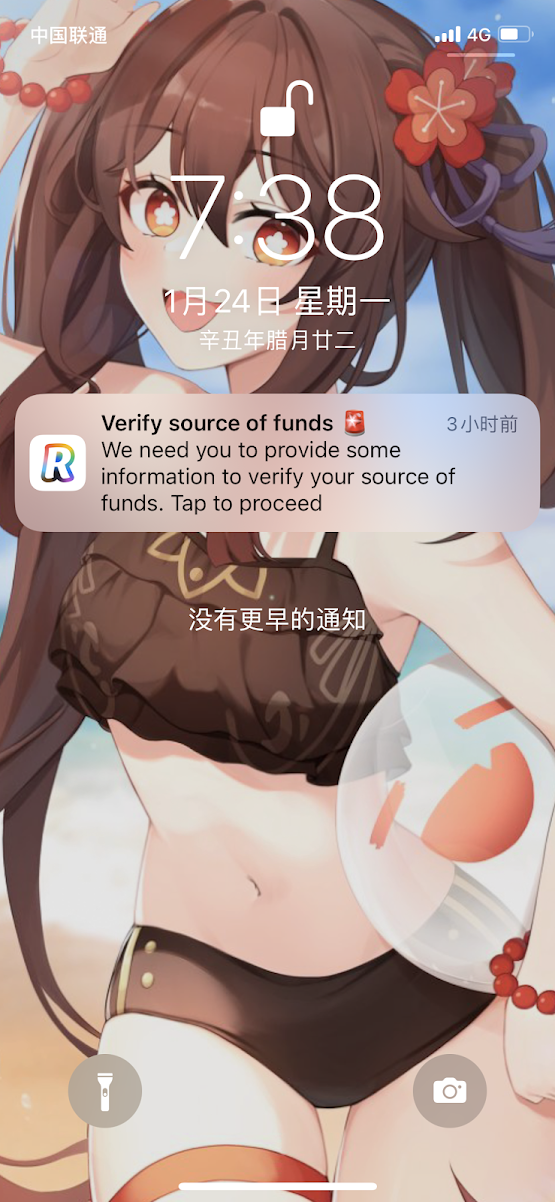 中国联通
4G
7:38
1月24日 星期一
辛丑年腊月廿二
Verify source of funds 🚨
3小时前
We need you to provide some
information to verify your source of
funds. Tap to proceed
没有更早的通知